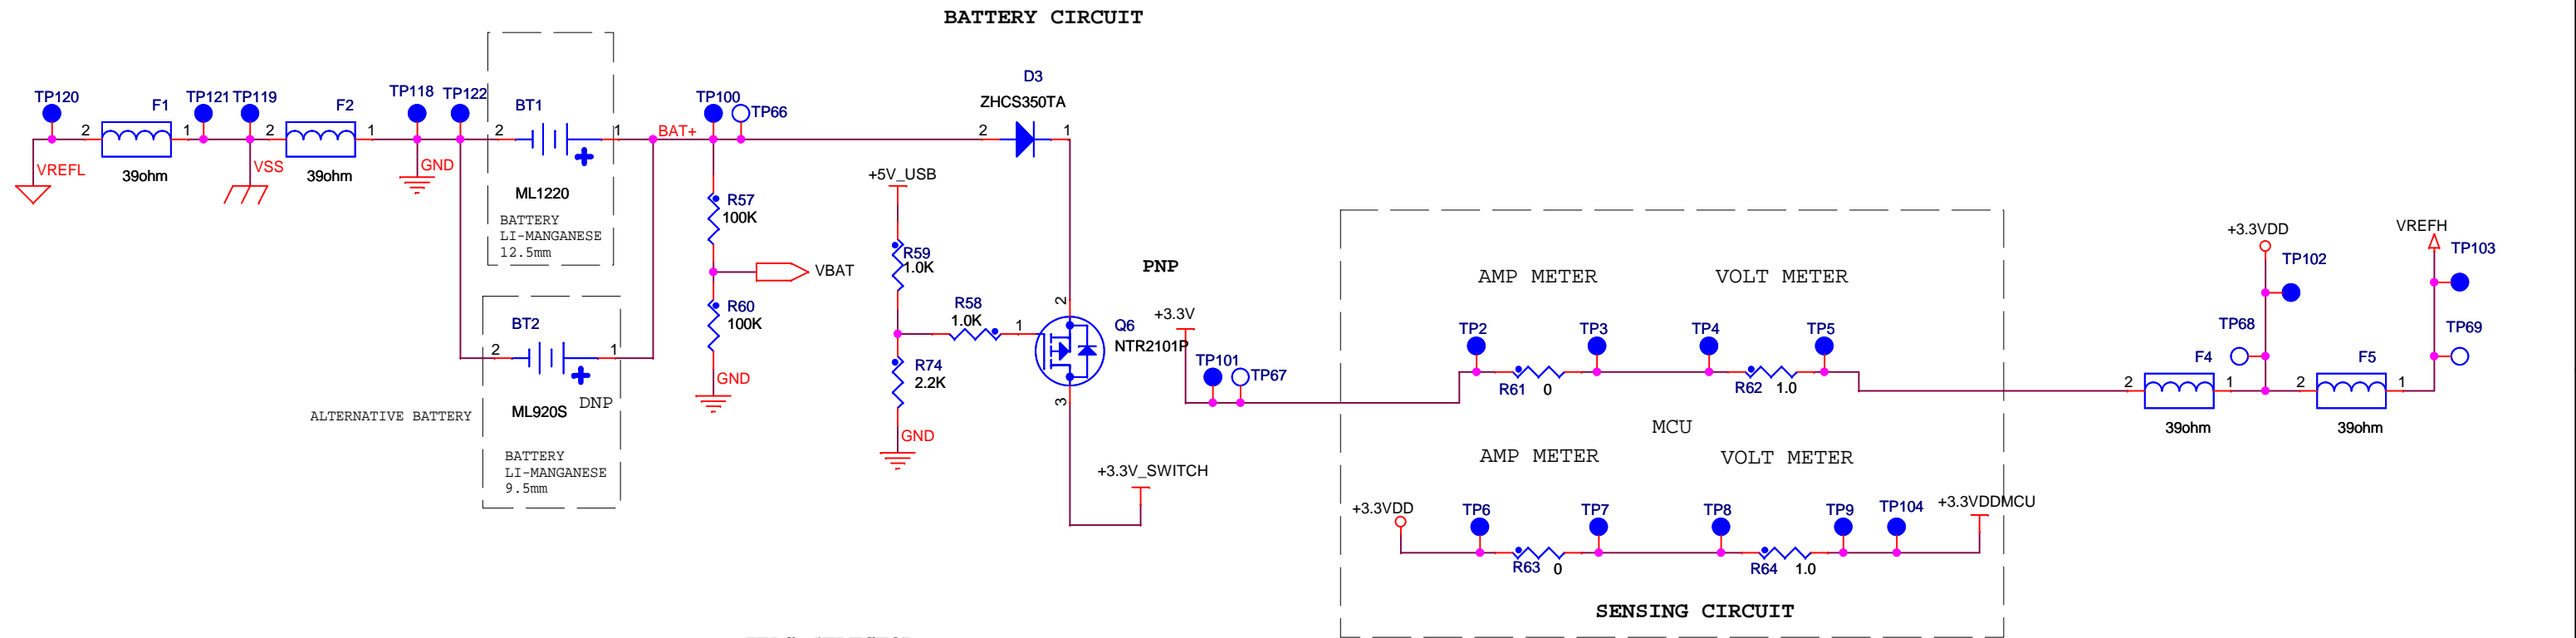 BATTERY CIRCUIT
TP120
F1
TP121
TP119
F2
TP118
TP122
BT1
TP100
TP66
D3
ZHCS350TA
2
1
2
1
2
1
BAT+
2
1
VREFL
39ohm
VSS
39ohm
GND
ML1220
BATTERY
LI-MANGANESE
12.5mm
R57
100K
VBAT
R60
100K
GND
+5V_USB
R59
1.0K
R58
1.0K
1
R74
2.2K
GND
2
Q6
NTR2101P
3
PNP
+3.3V
TP101
TP67
+3.3V_SWITCH
BT2
2
1
ML920S
DNP
ALTERNATIVE BATTERY
BATTERY
LI-MANGANESE
9.5mm
AMP METER
VOLT METER
TP2
TP3
TP4
TP5
R61
0
R62
1.0
MCU
AMP METER
VOLT METER
+3.3VDD
TP6
TP7
TP8
TP9
TP104
+3.3VDDMCU
R63
0
R64
1.0
SENSING CIRCUIT
+3.3VDD
TP102
VREFH
TP103
TP68
TP69
F4
F5
2
1
2
1
39ohm
39ohm